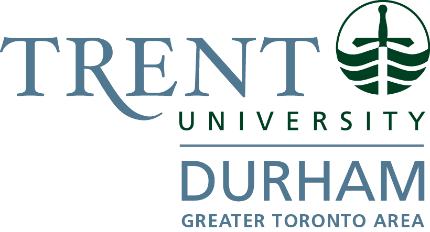 TRENT
UNIVERSITY
DURHAM
GREATER TORONTO AREA